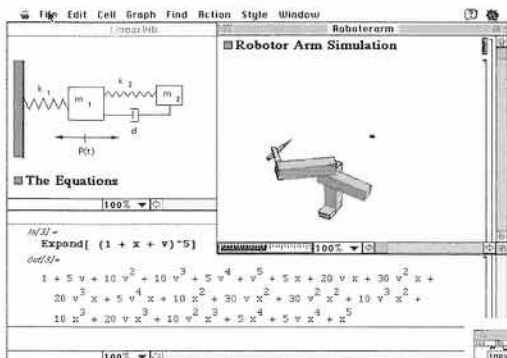 File Edit Cell Graph Find Action Style Window
LinearVib
Roboterarm
Robotor Arm Simulation
k 1
k 2
m 1
m 2
d
P(t)
The Equations
100%
In[3]:=
Expand[ (1 + x + v)^5]
Out[3]=
1 + 5 v + 10 v^2 + 10 v^3 + 5 v^4 + v^5 + 5 x + 20 v x + 30 v^2 x +
20 v^3 x + 5 v^4 x + 10 x^2 + 30 v x^2 + 30 v^2 x^2 + 10 v^3 x^2 +
10 x^3 + 20 v x^3 + 10 v^2 x^3 + 5 x^4 + 5 v x^4 + x^5
100%
100%